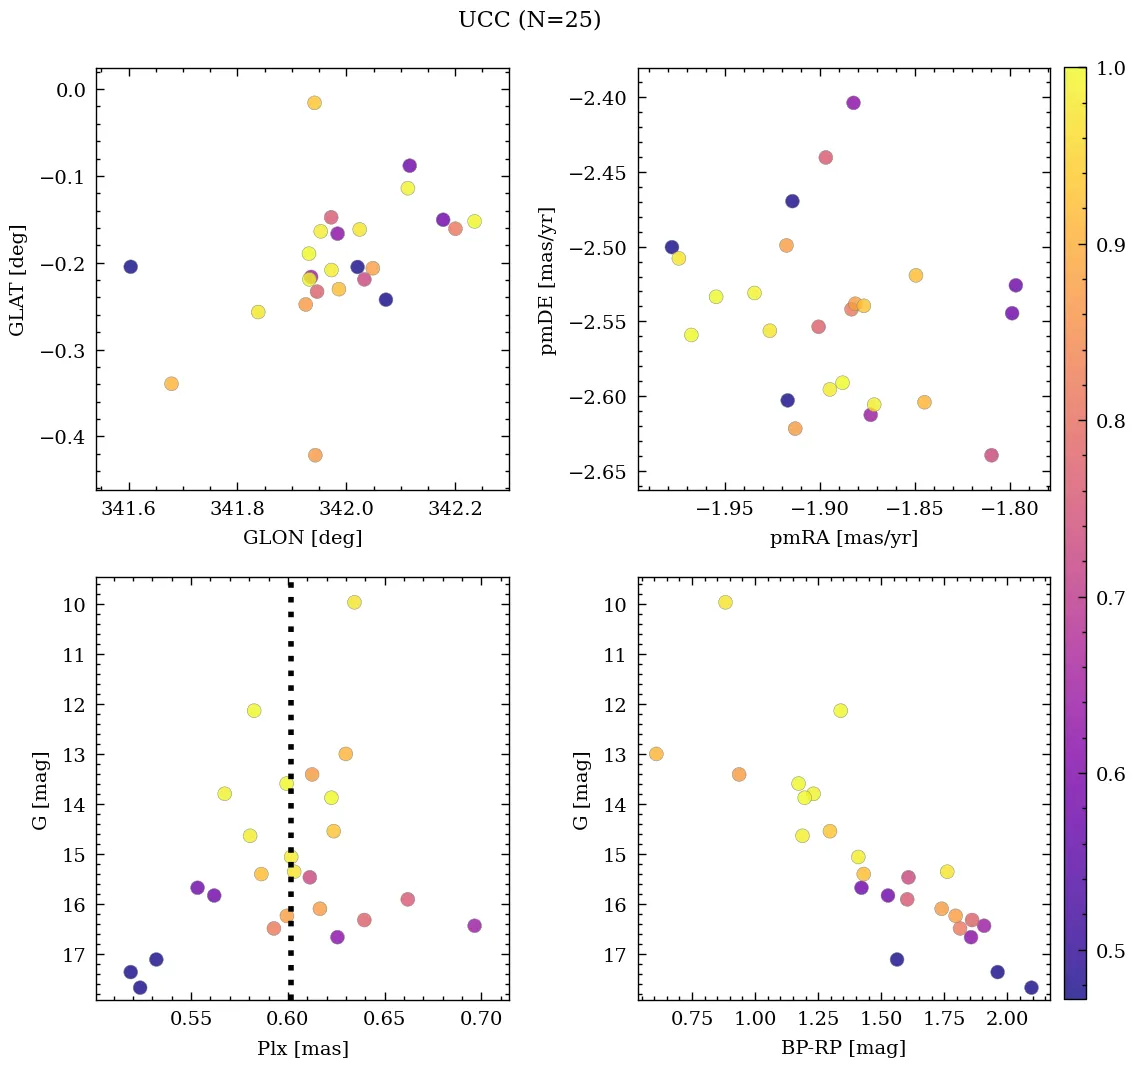 UCC (N=25)
0.0
−0.1
−0.2
−0.3
−0.4
GLAT [deg]
341.6 341.8 342.0 342.2
GLON [deg]
−2.40
−2.45
−2.50
−2.55
−2.60
−2.65
pmDE [mas/yr]
−1.95 −1.90 −1.85 −1.80
pmRA [mas/yr]
1.0
0.9
0.8
0.7
0.6
0.5
10
11
12
13
14
15
16
17
G [mag]
0.55 0.60 0.65 0.70
Plx [mas]
10
11
12
13
14
15
16
17
G [mag]
0.75 1.00 1.25 1.50 1.75 2.00
BP-RP [mag]